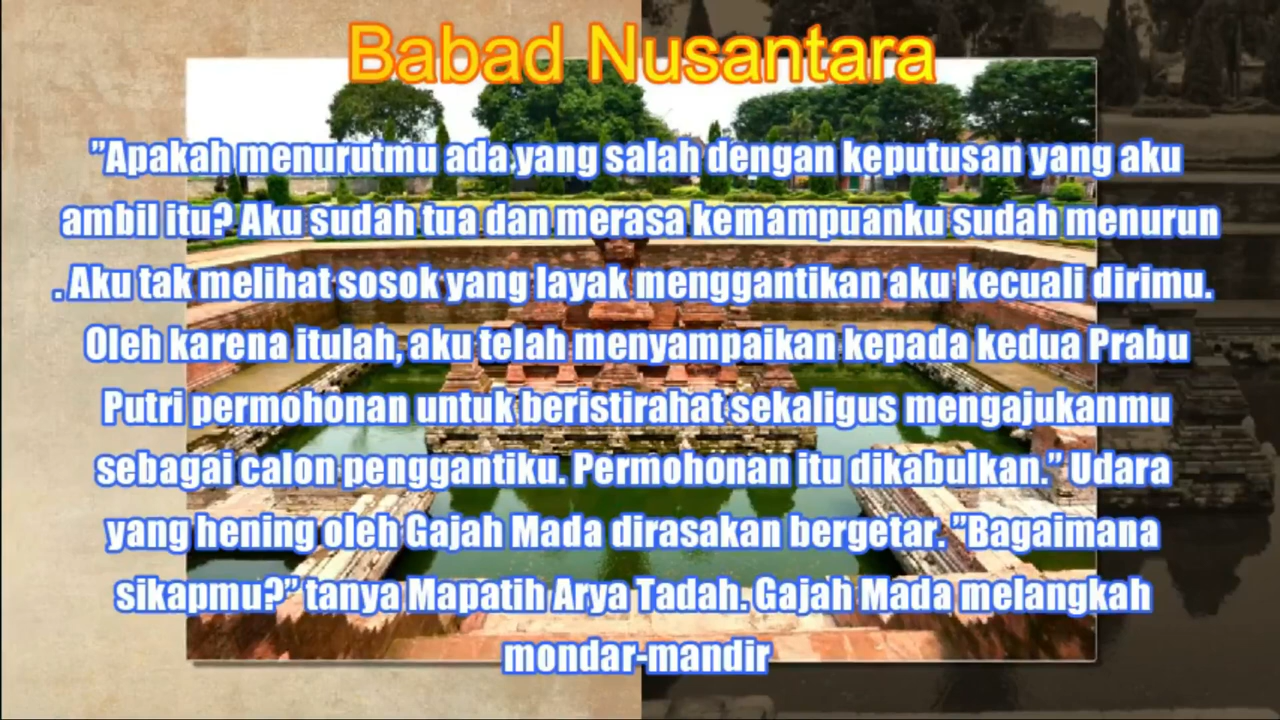 Babad Nusantara
”Apakah menurutmu ada yang salah dengan keputusan yang aku
ambil itu? Aku sudah tua dan merasa kemampuanku sudah menurun
. Aku tak melihat sosok yang layak menggantikan aku kecuali dirimu.
Oleh karena itulah, aku telah menyampaikan kepada kedua Prabu
Putri permohonan untuk beristirahat sekaligus mengajukanmu
sebagai calon penggantiku. Permohonan itu dikabulkan.” Udara
yang hening oleh Gajah Mada dirasakan bergetar. ”Bagaimana
sikapmu?” tanya Mapatih Arya Tadah. Gajah Mada melangkah
mondar-mandir